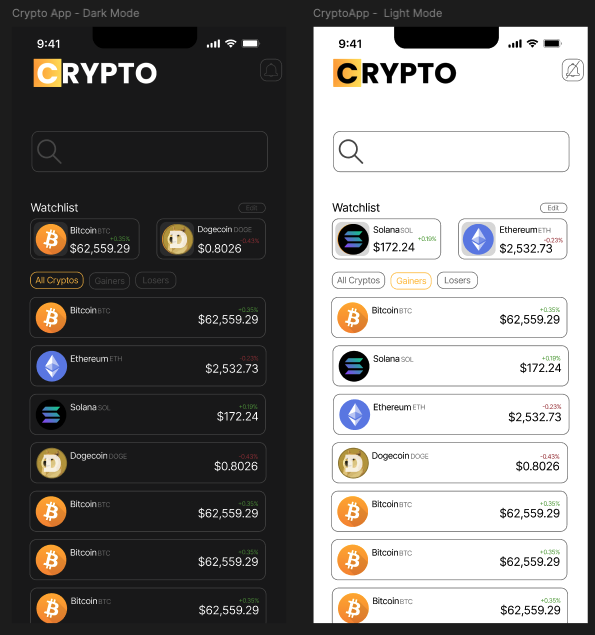 Crypto App - Dark Mode
9:41
CRYPTO
Watchlist
Edit
Bitcoin BTC
+0.35%
$62,559.29
Dogecoin DOGE
-0.43%
$0.8026
All Cryptos
Gainers
Losers
Bitcoin BTC
+0.35%
$62,559.29
Ethereum ETH
-0.23%
$2,532.73
Solana SOL
+0.19%
$172.24
Dogecoin DOGE
-0.43%
$0.8026
Bitcoin BTC
+0.35%
$62,559.29
Bitcoin BTC
+0.35%
$62,559.29
Bitcoin BTC
+0.35%
$62,559.29
CryptoApp - Light Mode
9:41
CRYPTO
Watchlist
Edit
Solana SOL
+0.19%
$172.24
Ethereum ETH
-0.23%
$2,532.73
All Cryptos
Gainers
Losers
Bitcoin BTC
+0.35%
$62,559.29
Solana SOL
+0.19%
$172.24
Ethereum ETH
-0.23%
$2,532.73
Dogecoin DOGE
-0.43%
$0.8026
Bitcoin BTC
+0.35%
$62,559.29
Bitcoin BTC
+0.35%
$62,559.29
Bitcoin BTC
+0.35%
$62,559.29